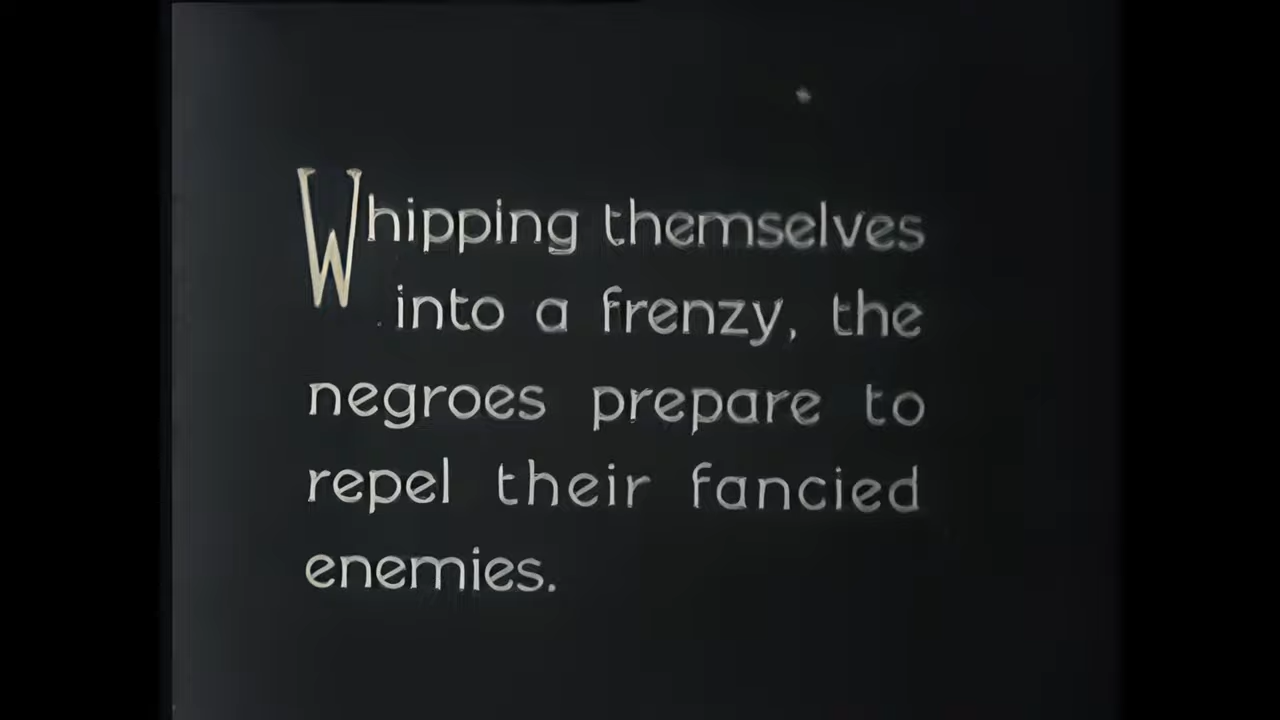 Whipping themselves
into a frenzy, the
negroes prepare to
repel their fancied
enemies.